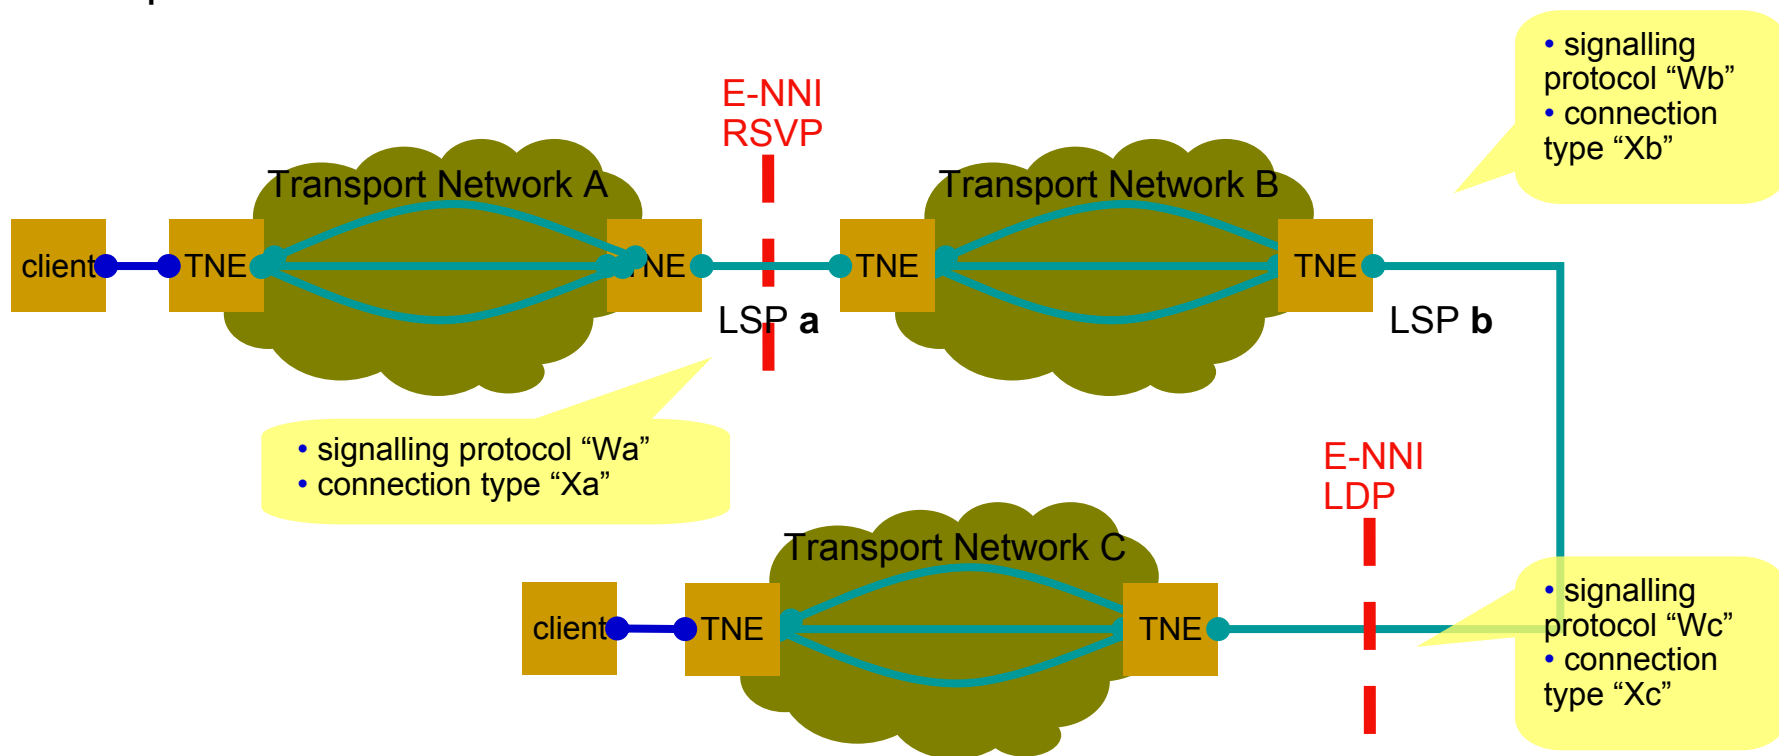 • signalling
protocol “Wb”
• connection
type “Xb”
E-NNI
RSVP
Transport Network A
Transport Network B
client
TNE
TNE
TNE
TNE
LSP a
LSP b
• signalling protocol “Wa”
• connection type “Xa”
E-NNI
LDP
Transport Network C
client
TNE
TNE
• signalling
protocol “Wc”
• connection
type “Xc”